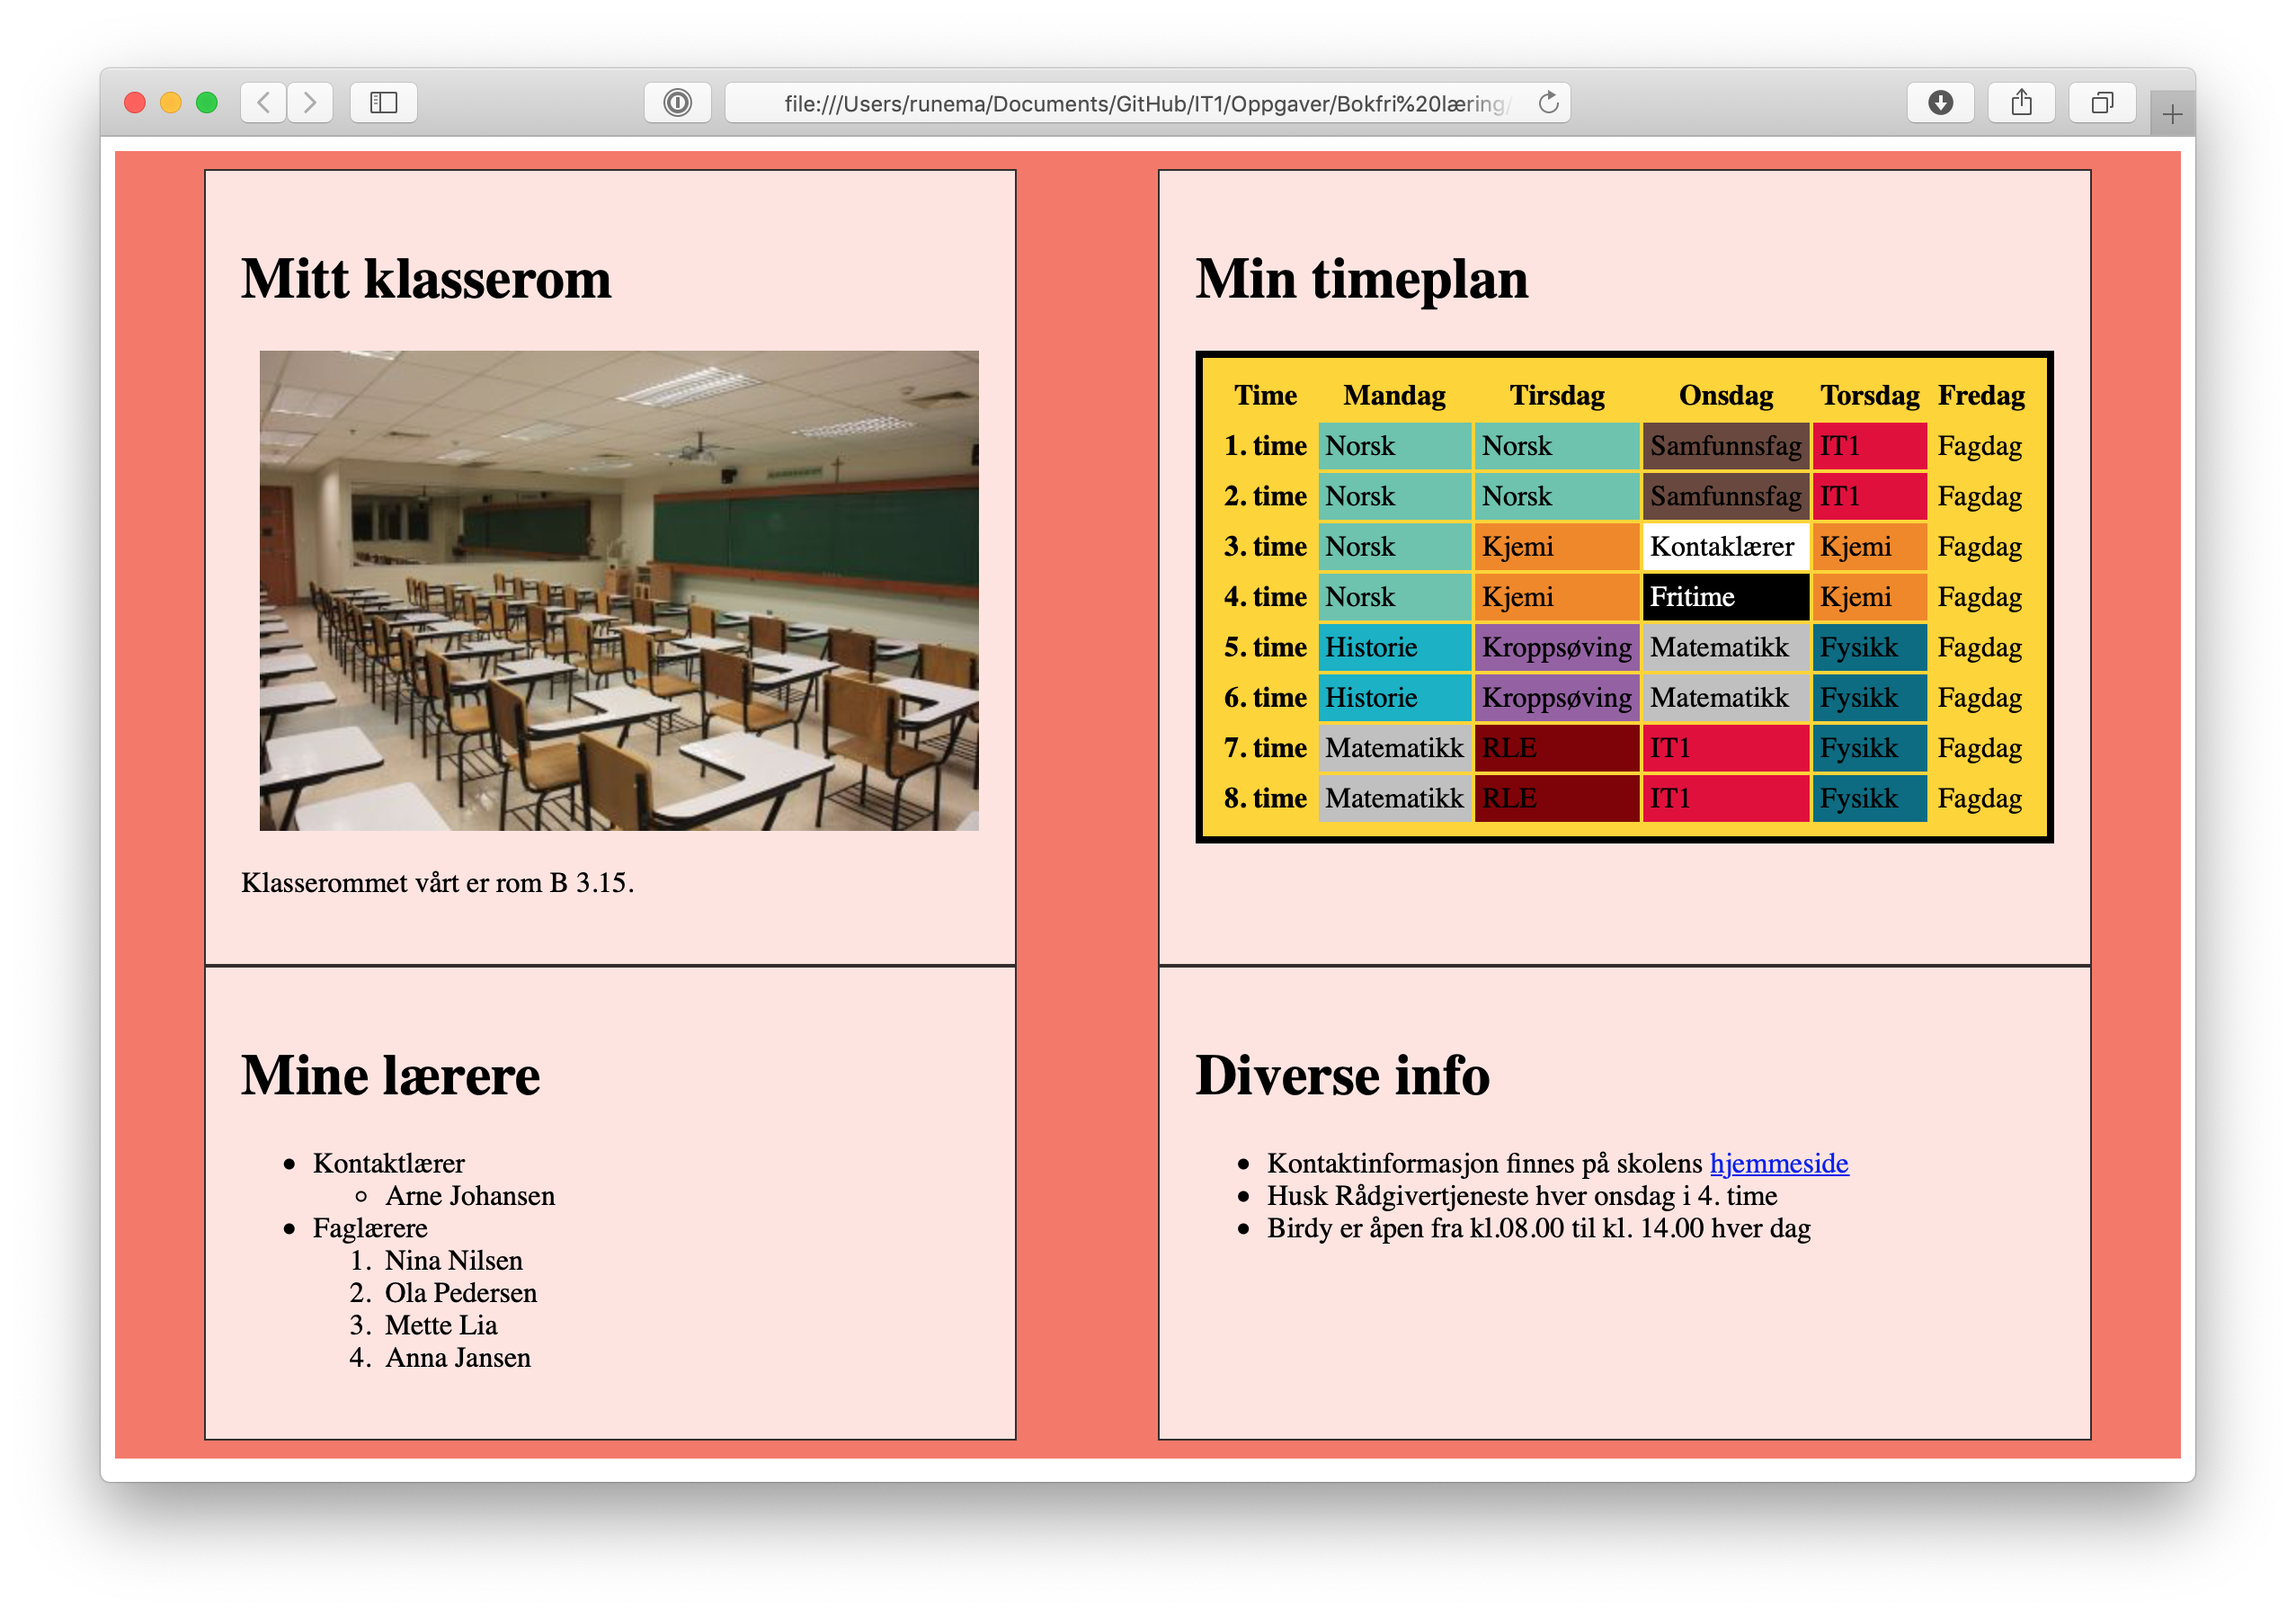 file:///Users/runema/Documents/GitHub/IT1/Oppgaver/Bokfri%20læring/
Mitt klasserom
Klasserommet vårt er rom B 3.15.
Min timeplan
Time Mandag Tirsdag Onsdag Torsdag Fredag
1. time Norsk Norsk Samfunnsfag IT1 Fagdag
2. time Norsk Norsk Samfunnsfag IT1 Fagdag
3. time Norsk Kjemi Kontaklærer Kjemi Fagdag
4. time Norsk Kjemi Fritime Kjemi Fagdag
5. time Historie Kroppsøving Matematikk Fysikk Fagdag
6. time Historie Kroppsøving Matematikk Fysikk Fagdag
7. time Matematikk RLE IT1 Fysikk Fagdag
8. time Matematikk RLE IT1 Fysikk Fagdag
Mine lærere
• Kontaktlærer
◦ Arne Johansen
• Faglærere
1. Nina Nilsen
2. Ola Pedersen
3. Mette Lia
4. Anna Jansen
Diverse info
• Kontaktinformasjon finnes på skolens hjemmeside
• Husk Rådgivertjeneste hver onsdag i 4. time
• Birdy er åpen fra kl.08.00 til kl. 14.00 hver dag